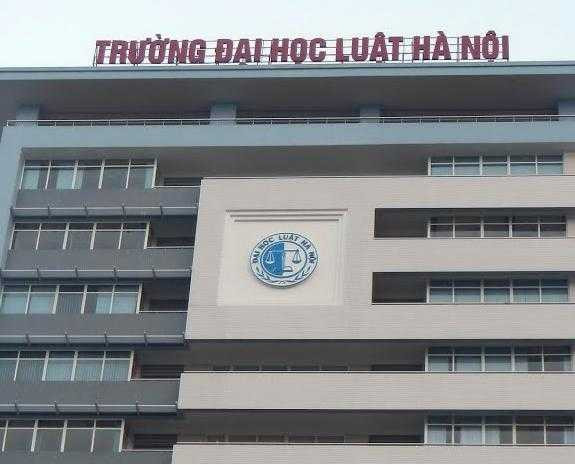 TRƯỜNG ĐẠI HỌC LUẬT HÀ NỘI
ĐẠI HỌC LUẬT HÀ NỘI